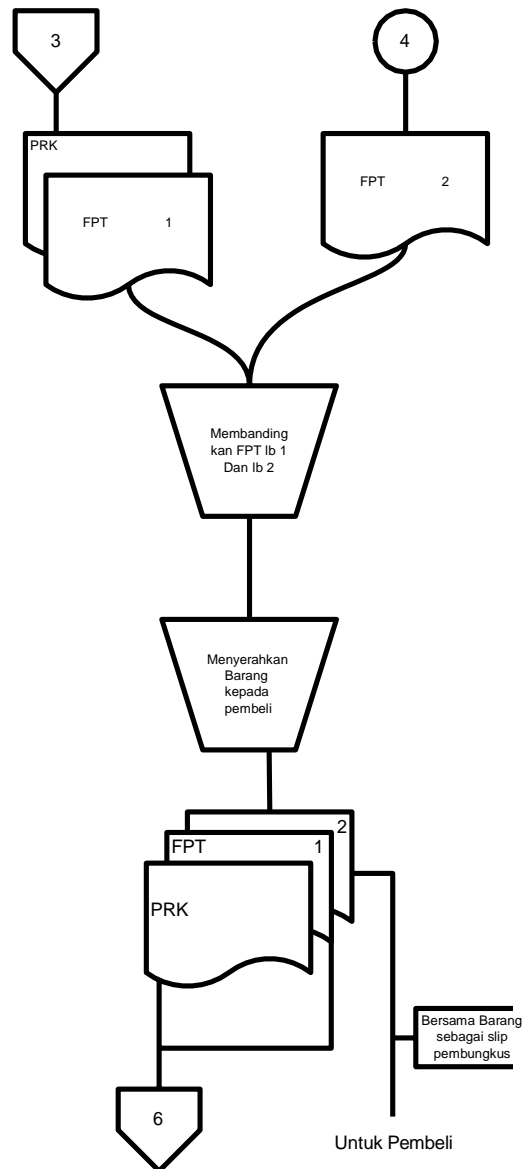 3
4
PRK
FPT 1
FPT 2
Membanding
kan FPT lb 1
Dan lb 2
Menyerahkan
Barang
kepada
pembeli
2
FPT 1
PRK
Bersama Barang
sebagai slip
pembungkus
6
Untuk Pembeli